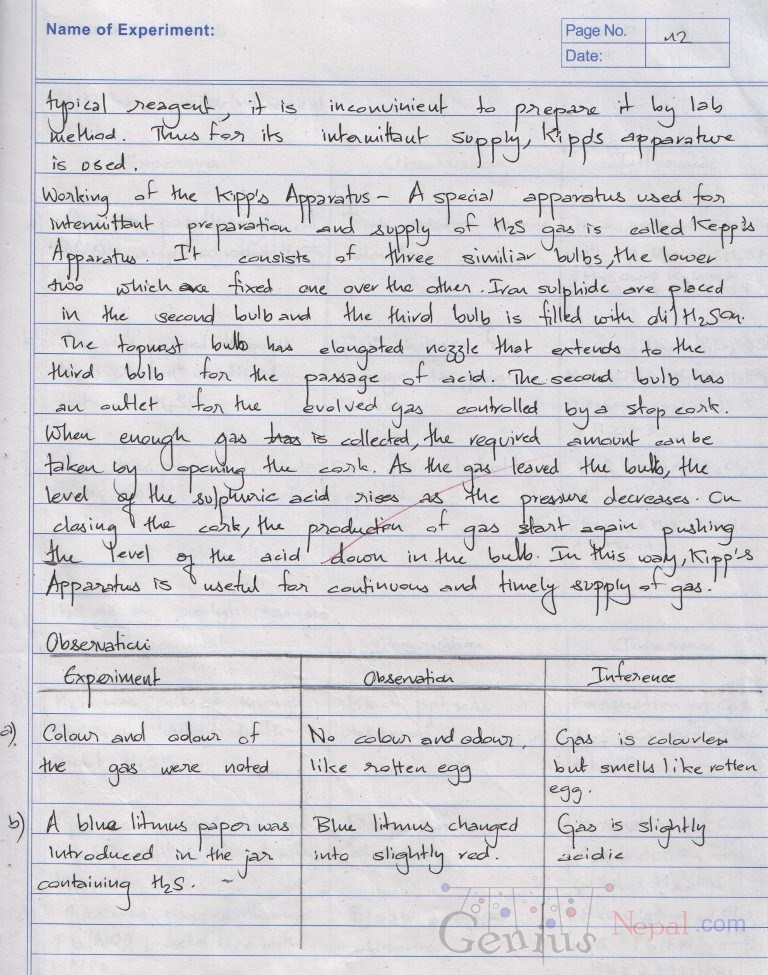 Name of Experiment:
Page No. 12
Date:
typical reagent, it is inconvinient to prepare it by lab
method. Thus for its intermittant supply, Kipp's apparature
is used.
Working of the Kipp's Apparatus - A special apparatus used for
intermittant preparation and supply of H2S gas is called Kepp's
Apparatus. It consists of three similiar bulbs, the lower
two which are fixed one over the other. Iron sulphide are placed
in the second bulb and the third bulb is filled with dil H2SO4.
The topmost bulb has elongated nozzle that extends to the
third bulb for the passage of acid. The second bulb has
an outlet for the evolved gas controlled by a stop cork.
When enough gas is collected, the required amount can be
taken by opening the cork. As the gas leaved the bulb, the
level of the sulphuric acid rises as the pressure decreases. On
closing the cork, the production of gas start again pushing
the level of the acid down in the bulb. In this way, Kipp's
Apparatus is useful for continuous and timely supply of gas.
Observation:
Experiment Observation Inference
a) Colour and odour of No colour and odour, Gas is colourless
the gas were noted like rotten egg but smells like rotten
egg.
b) A blue litmus paper was Blue litmus changed Gas is slightly
introduced in the jar into slightly red. acidic
containing H2S. -
Genius Nepal.com